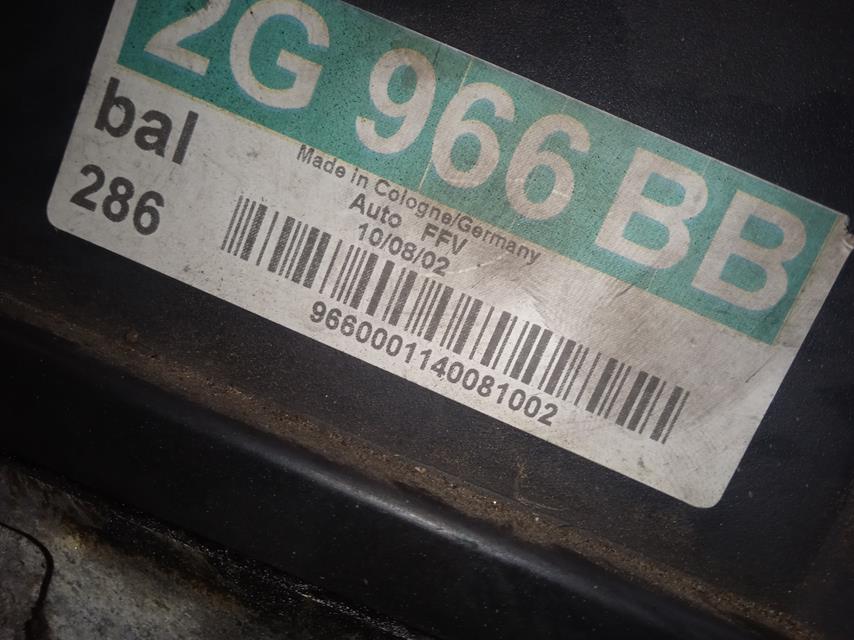 2G 966 BB
bal
286
Made in Cologne/Germany
Auto FFV
10/08/02
9660001140081002